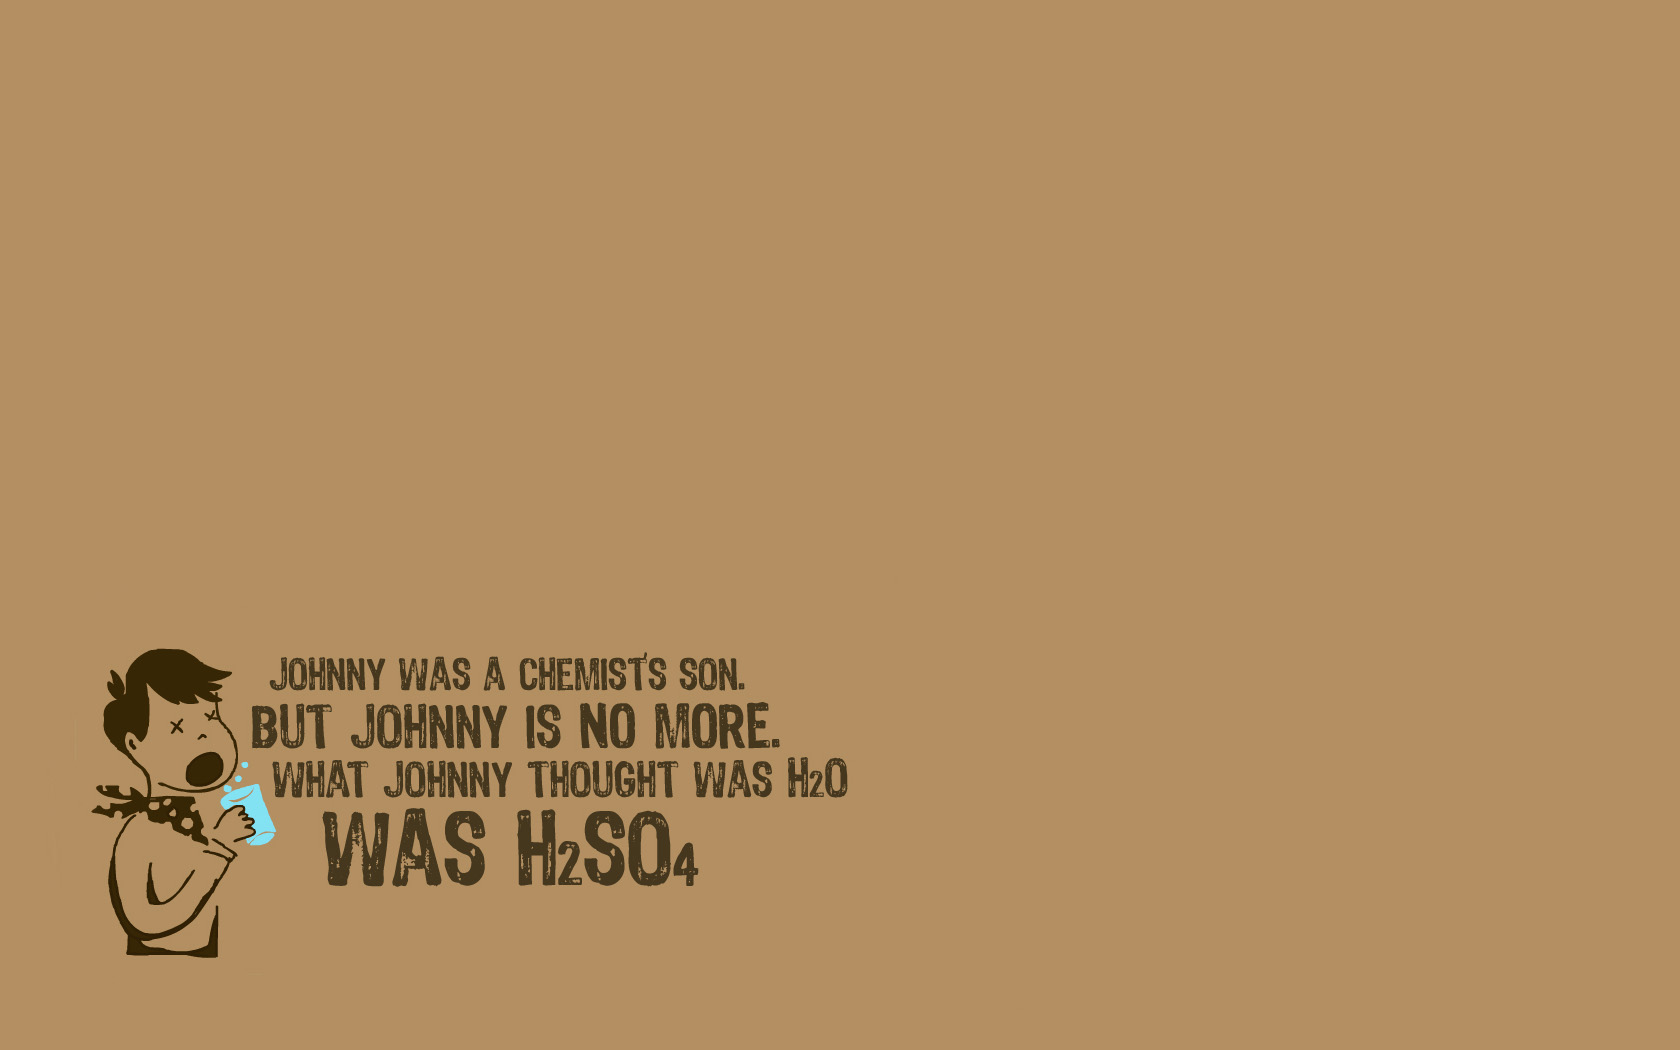 JOHNNY WAS A CHEMIST'S SON.
BUT JOHNNY IS NO MORE.
WHAT JOHNNY THOUGHT WAS H2O
WAS H2SO4